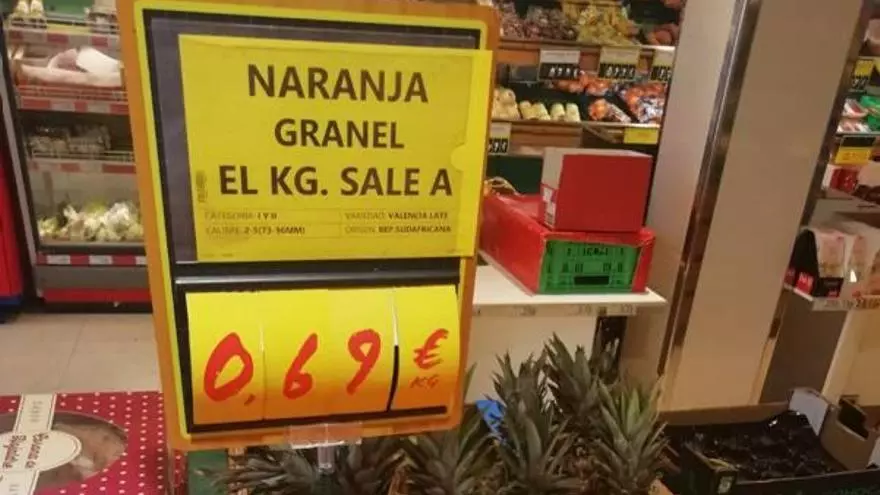 NARANJA
GRANEL
EL KG. SALE A
CATEGORIA: I Y II VARIEDAD: VALENCIA LATE
CALIBRE: 2-5(73-96MM) ORIGEN: REP SUDAFRICANA
0,69 €
KG